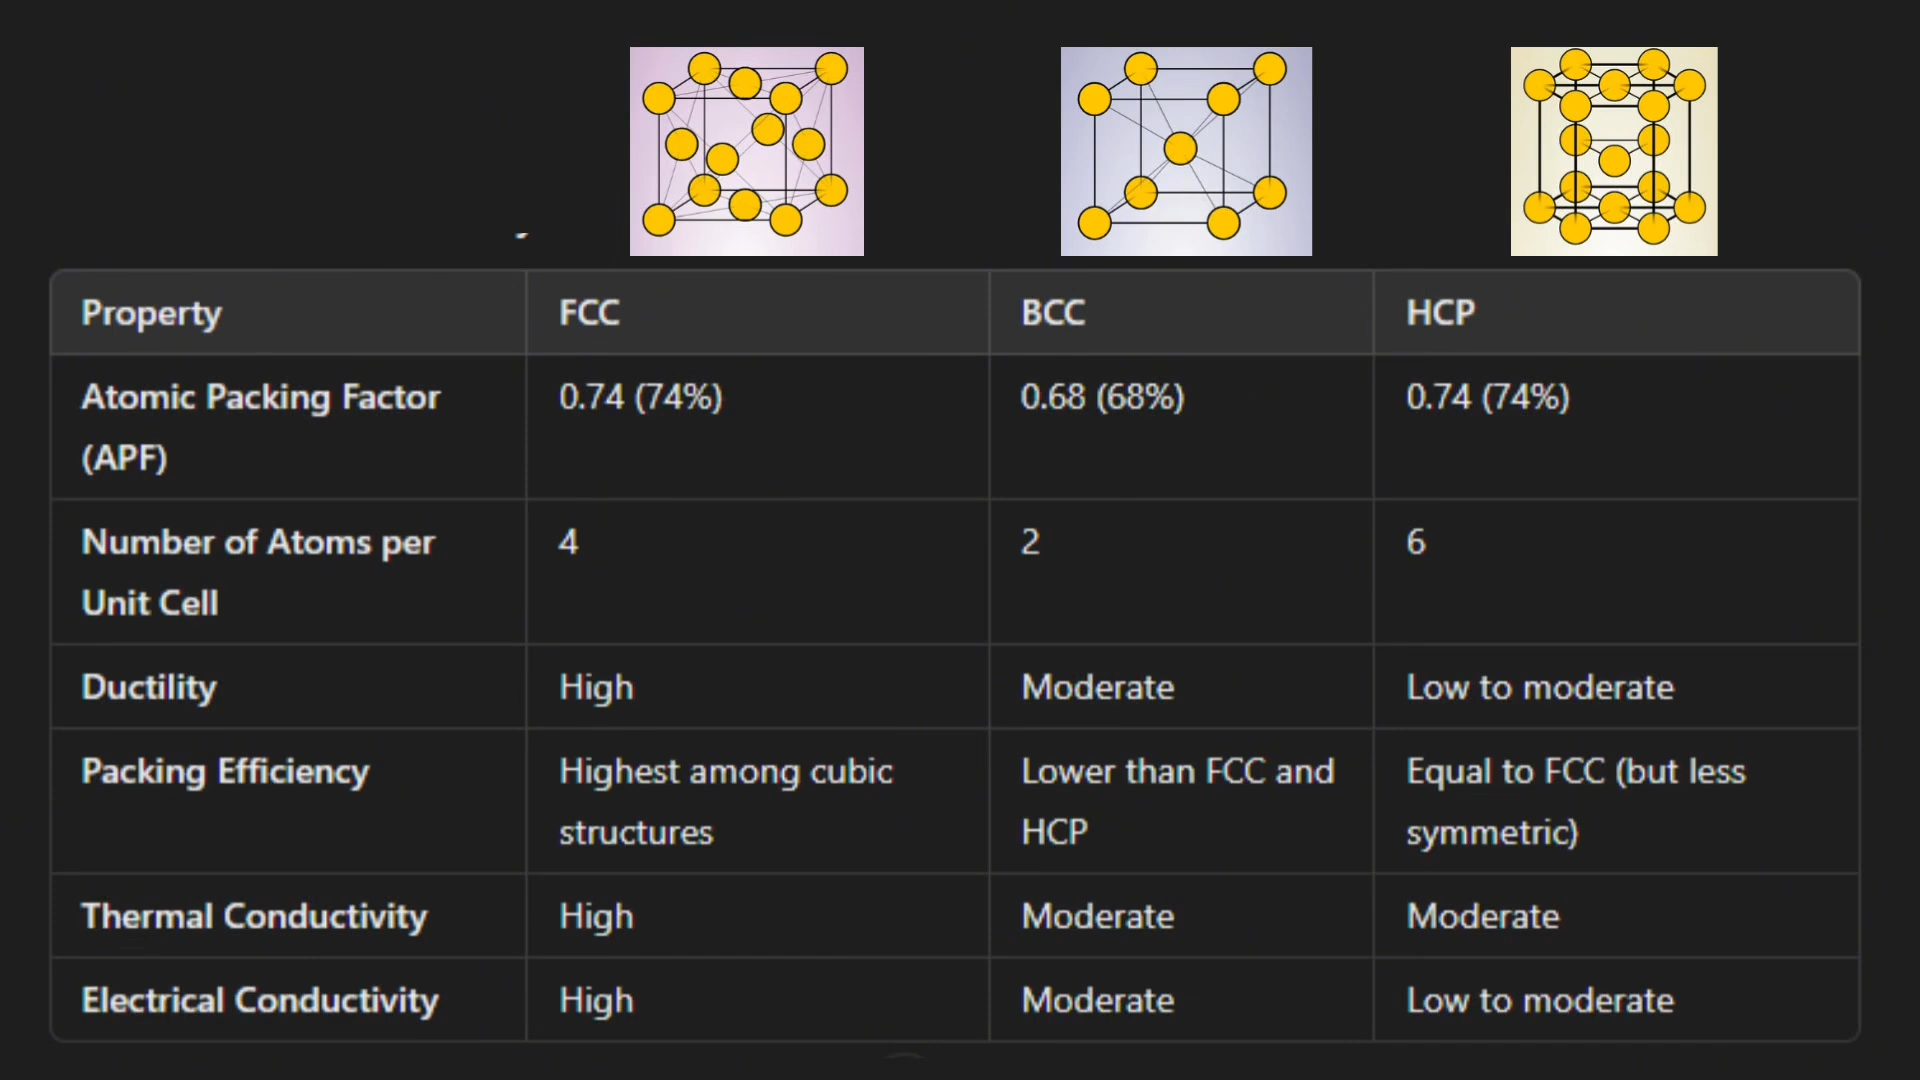 Property FCC BCC HCP
Atomic Packing Factor 0.74 (74%) 0.68 (68%) 0.74 (74%)
(APF)
Number of Atoms per 4 2 6
Unit Cell
Ductility High Moderate Low to moderate
Packing Efficiency Highest among cubic Lower than FCC and Equal to FCC (but less
structures HCP symmetric)
Thermal Conductivity High Moderate Moderate
Electrical Conductivity High Moderate Low to moderate